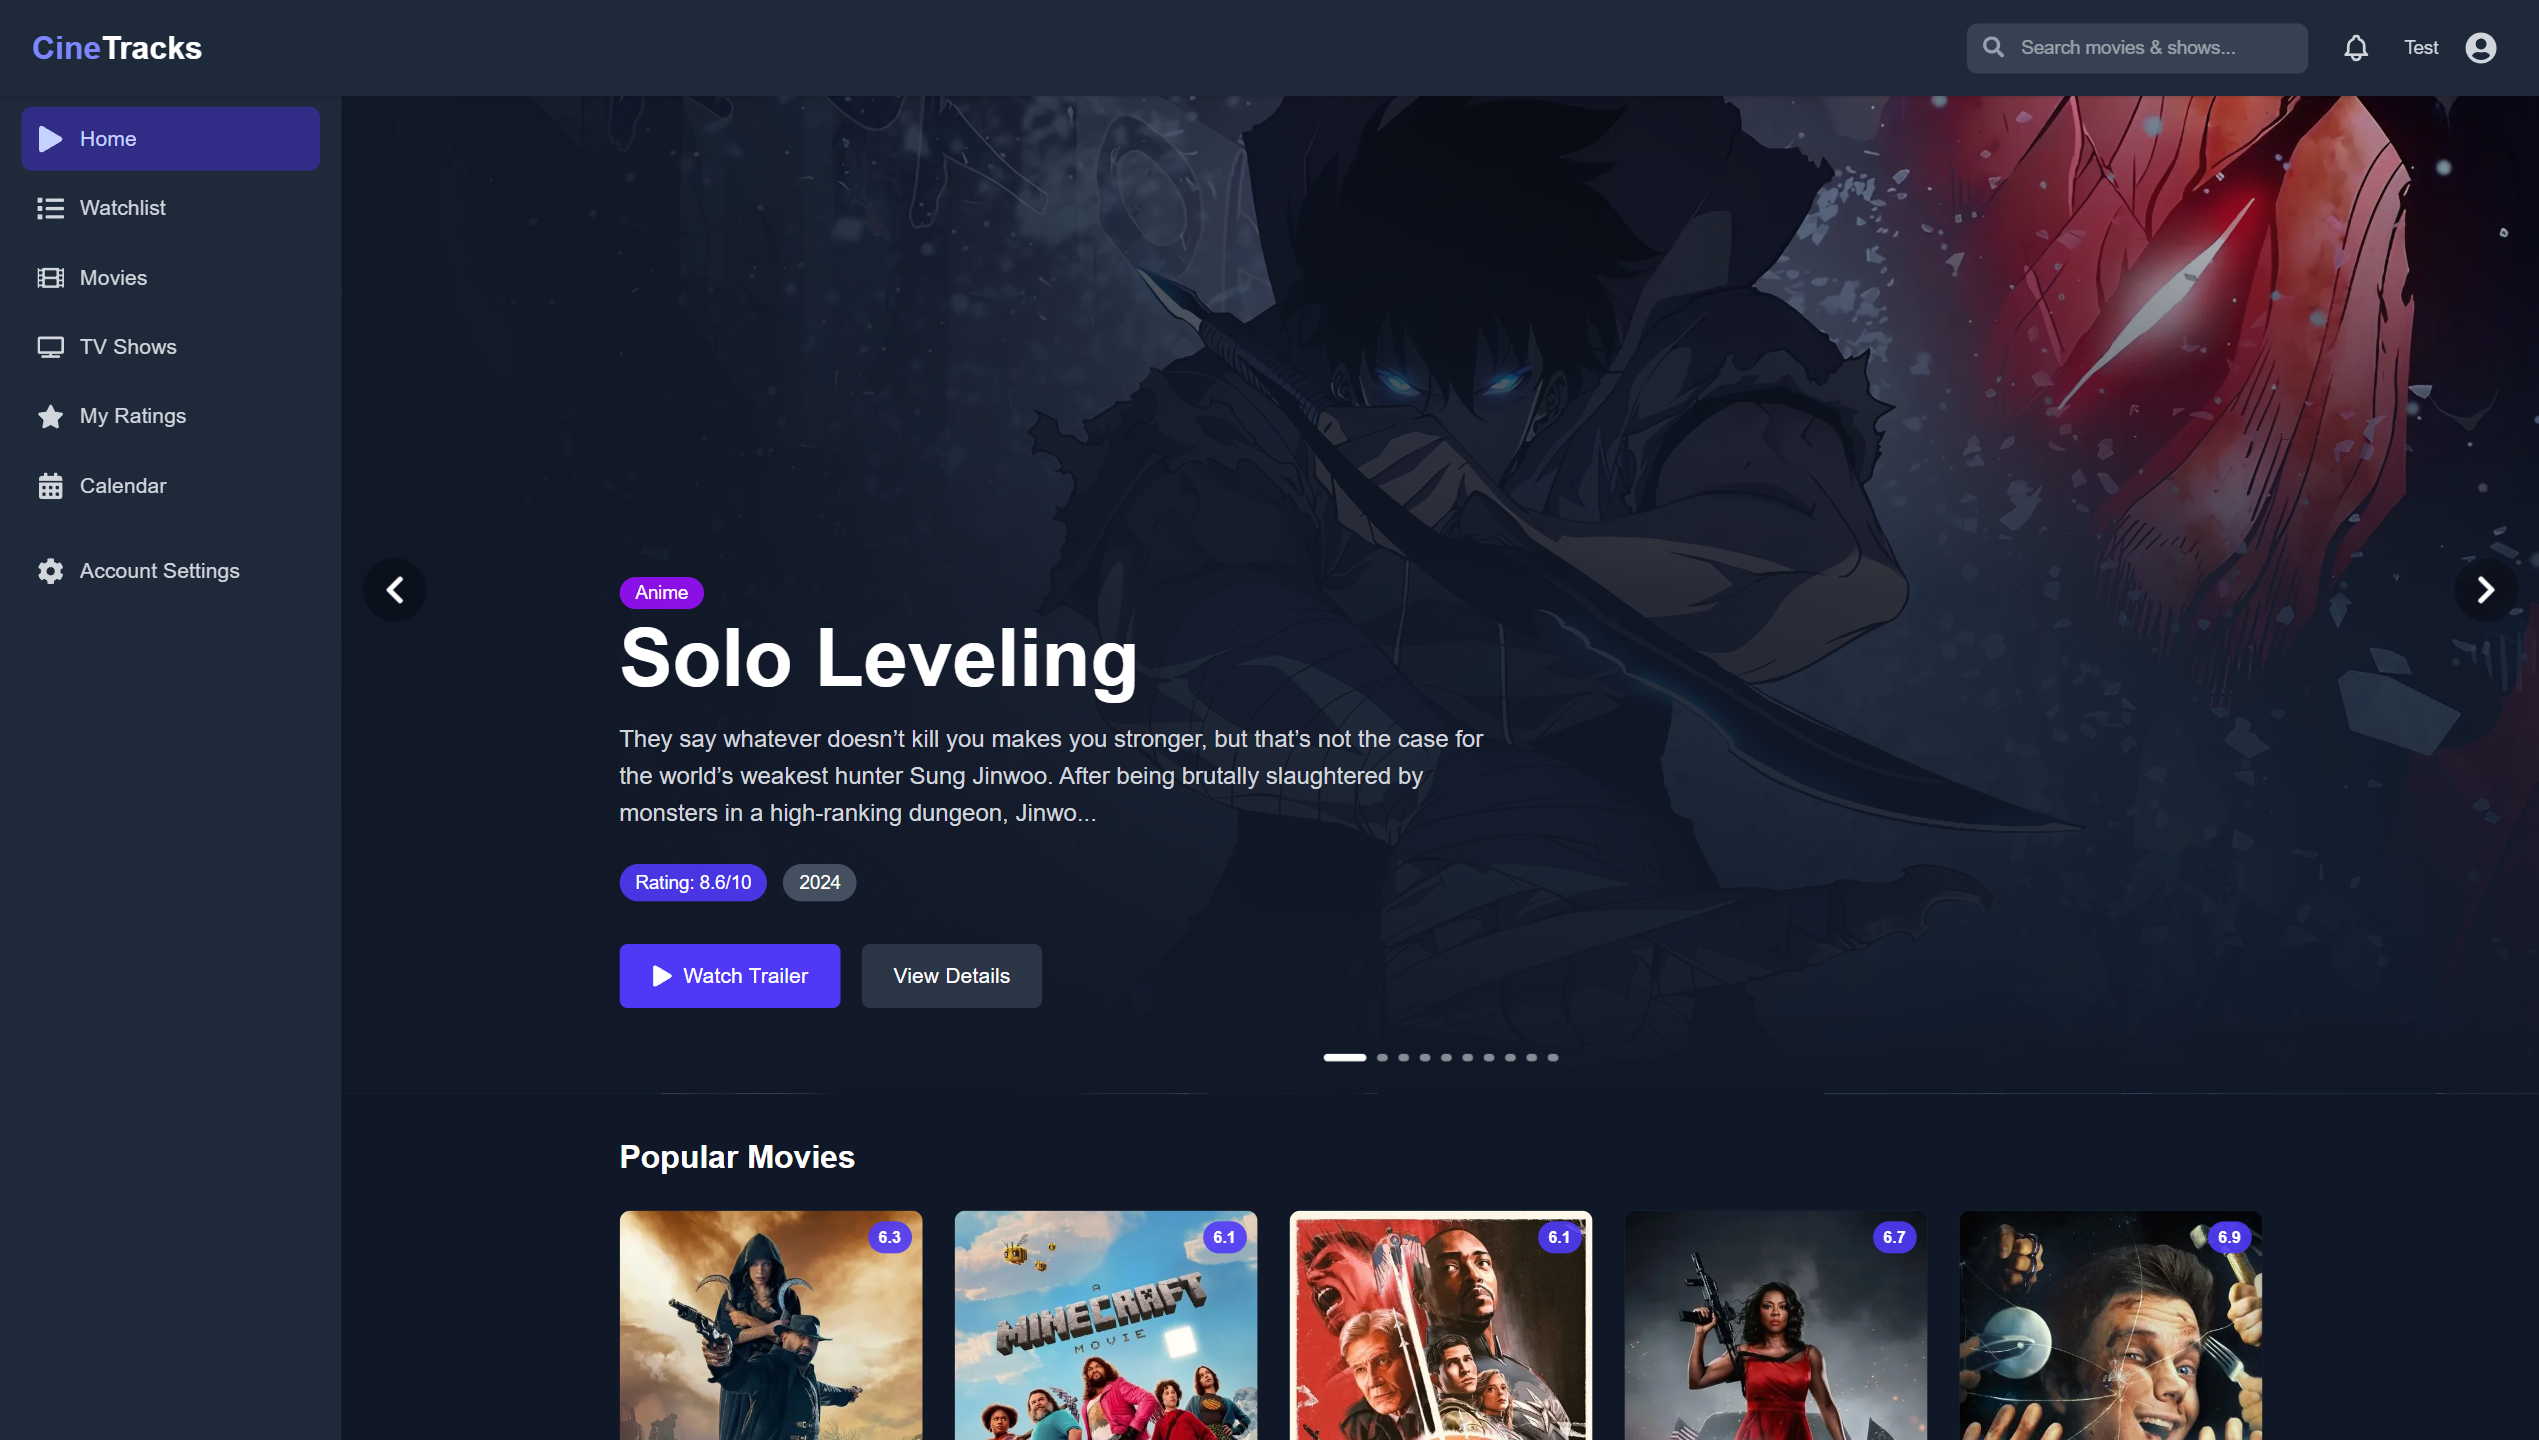 CineTracks
Search movies & shows...
Test
Home
Watchlist
Movies
TV Shows
My Ratings
Calendar
Account Settings
Anime
Solo Leveling
They say whatever doesn’t kill you makes you stronger, but that’s not the case for
the world’s weakest hunter Sung Jinwoo. After being brutally slaughtered by
monsters in a high-ranking dungeon, Jinwo...
Rating: 8.6/10
2024
Watch Trailer
View Details
Popular Movies
6.3
6.1
6.1
6.7
6.9
A
MINECRAFT
MOVIE